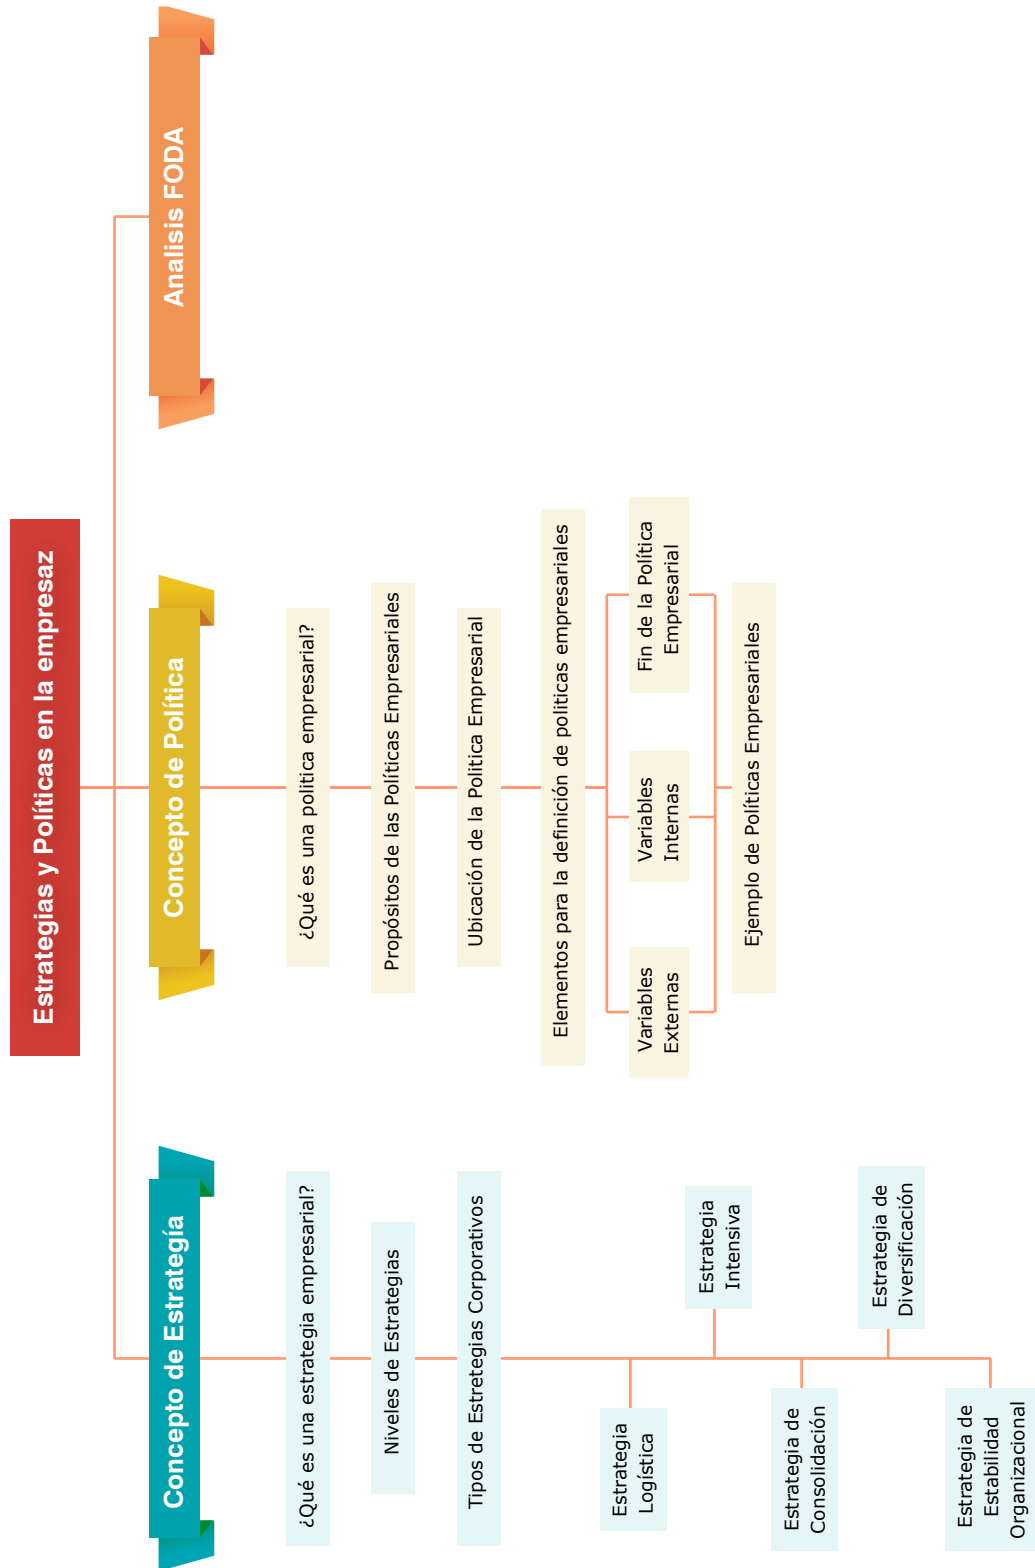 Estrategias y Políticas en la empresaz
Concepto de Estrategía
¿Qué es una estrategia empresarial?
Niveles de Estrategias
Tipos de Estretegias Corporativos
Estrategia
Logística
Estrategia
Intensiva
Estrategia de
Consolidación
Estrategia de
Diversificación
Estrategia de
Estabilidad
Organizacional
Concepto de Política
¿Qué es una politica empresarial?
Propósitos de las Políticas Empresariales
Ubicación de la Politica Empresarial
Elementos para la definición de politicas empresariales
Variables
Externas
Variables
Internas
Fin de la Política
Empresarial
Ejemplo de Políticas Empresariales
Analisis FODA